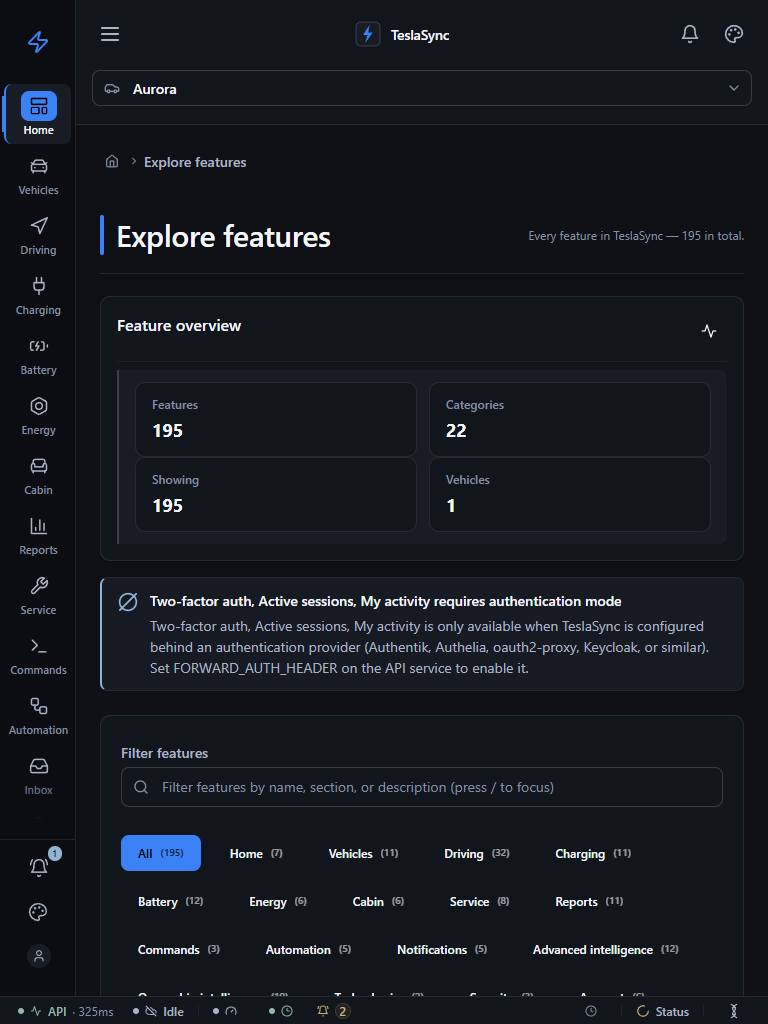 TeslaSync
Aurora
Home
Vehicles
Driving
Charging
Battery
Energy
Cabin
Reports
Service
Commands
Automation
Inbox
1
Explore features
Explore features
Every feature in TeslaSync — 195 in total.
Feature overview
Features
195
Categories
22
Showing
195
Vehicles
1
Two-factor auth, Active sessions, My activity requires authentication mode
Two-factor auth, Active sessions, My activity is only available when TeslaSync is configured
behind an authentication provider (Authentik, Authelia, oauth2-proxy, Keycloak, or similar).
Set FORWARD_AUTH_HEADER on the API service to enable it.
Filter features
Filter features by name, section, or description (press / to focus)
All (195) Home (7) Vehicles (11) Driving (32) Charging (11)
Battery (12) Energy (6) Cabin (6) Service (8) Reports (11)
Commands (3) Automation (5) Notifications (5) Advanced intelligence (12)
API · 325ms Idle 2 Status